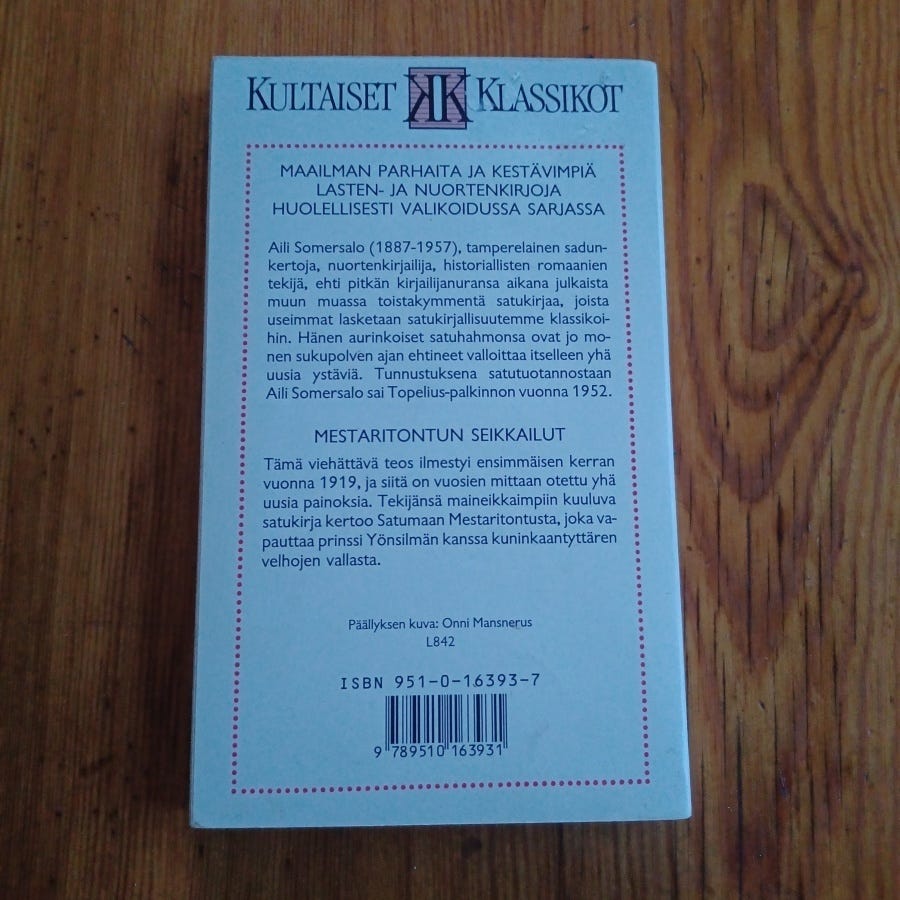 KULTAISET KK KLASSIKOT
MAAILMAN PARHAITA JA KESTÄVIMPIÄ
LASTEN- JA NUORTENKIRJOJA
HUOLELLISESTI VALIKOIDUSSA SARJASSA
Aili Somersalo (1887-1957), tamperelainen sadun-
kertoja, nuortenkirjailija, historiallisten romaanien
tekijä, ehti pitkän kirjailijanuransa aikana julkaista
muun muassa toistakymmentä satukirjaa, joista
useimmat lasketaan satukirjallisuutemme klassikoi-
hin. Hänen aurinkoiset satuhahmonsa ovat jo mo-
nen sukupolven ajan ehtineet valloittaa itselleen yhä
uusia ystäviä. Tunnustuksena satutuotannostaan
Aili Somersalo sai Topelius-palkinnon vuonna 1952.
MESTARITONTUN SEIKKAILUT
Tämä viehättävä teos ilmestyi ensimmäisen kerran
vuonna 1919, ja siitä on vuosien mittaan otettu yhä
uusia painoksia. Tekijänsä maineikkaimpiin kuuluva
satukirja kertoo Satumaan Mestaritontusta, joka va-
pauttaa prinssi Yönsilmän kanssa kuninkaantyttären
velhojen vallasta.
Päällyksen kuva: Onni Mansnerus
L842
ISBN 951-0-16393-7
9 789510 163931